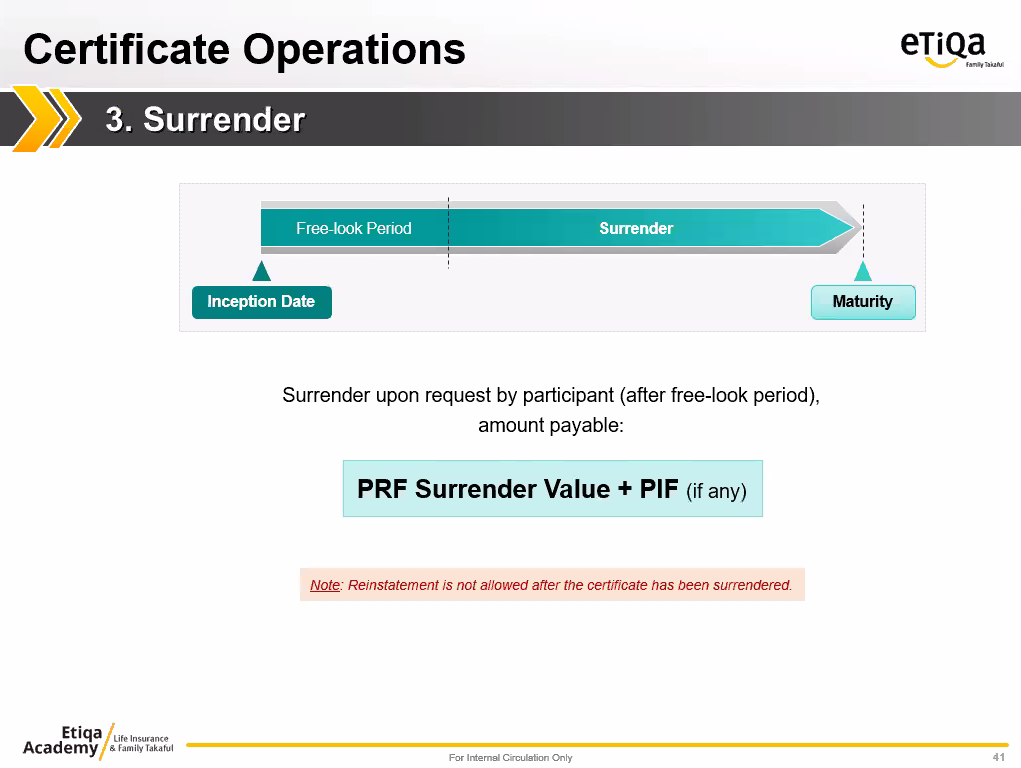 Certificate Operations
eTiQa
Family Takaful
3. Surrender
Free-look Period
Surrender
Inception Date
Maturity
Surrender upon request by participant (after free-look period),
amount payable:
PRF Surrender Value + PIF (if any)
Note: Reinstatement is not allowed after the certificate has been surrendered.
Etiqa
Academy
Life Insurance
& Family Takaful
For Internal Circulation Only
41